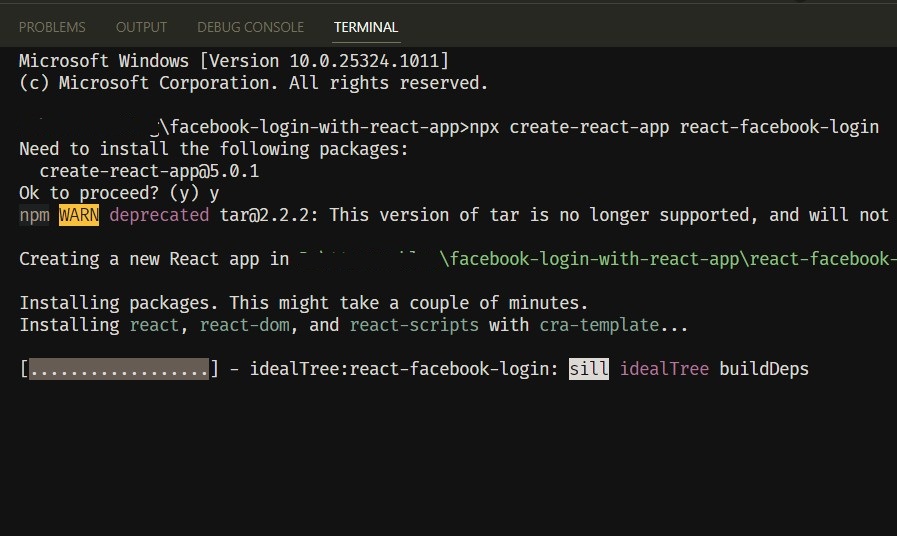 PROBLEMS OUTPUT DEBUG CONSOLE TERMINAL
Microsoft Windows [Version 10.0.25324.1011]
(c) Microsoft Corporation. All rights reserved.
\facebook-login-with-react-app>npx create-react-app react-facebook-login
Need to install the following packages:
create-react-app@5.0.1
Ok to proceed? (y) y
npm WARN deprecated tar@2.2.2: This version of tar is no longer supported, and will not
Creating a new React app in \facebook-login-with-react-app\react-facebook-
Installing packages. This might take a couple of minutes.
Installing react, react-dom, and react-scripts with cra-template...
[..................] - idealTree:react-facebook-login: sill idealTree buildDeps